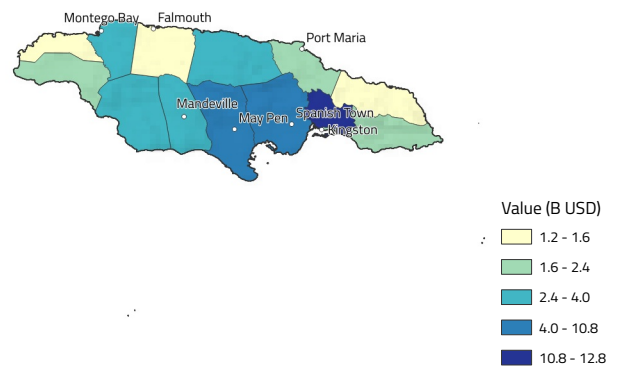 Montego Bay
Falmouth
Port Maria
Mandeville
May Pen
Spanish Town
Kingston
Value (B USD)
1.2 - 1.6
1.6 - 2.4
2.4 - 4.0
4.0 - 10.8
10.8 - 12.8